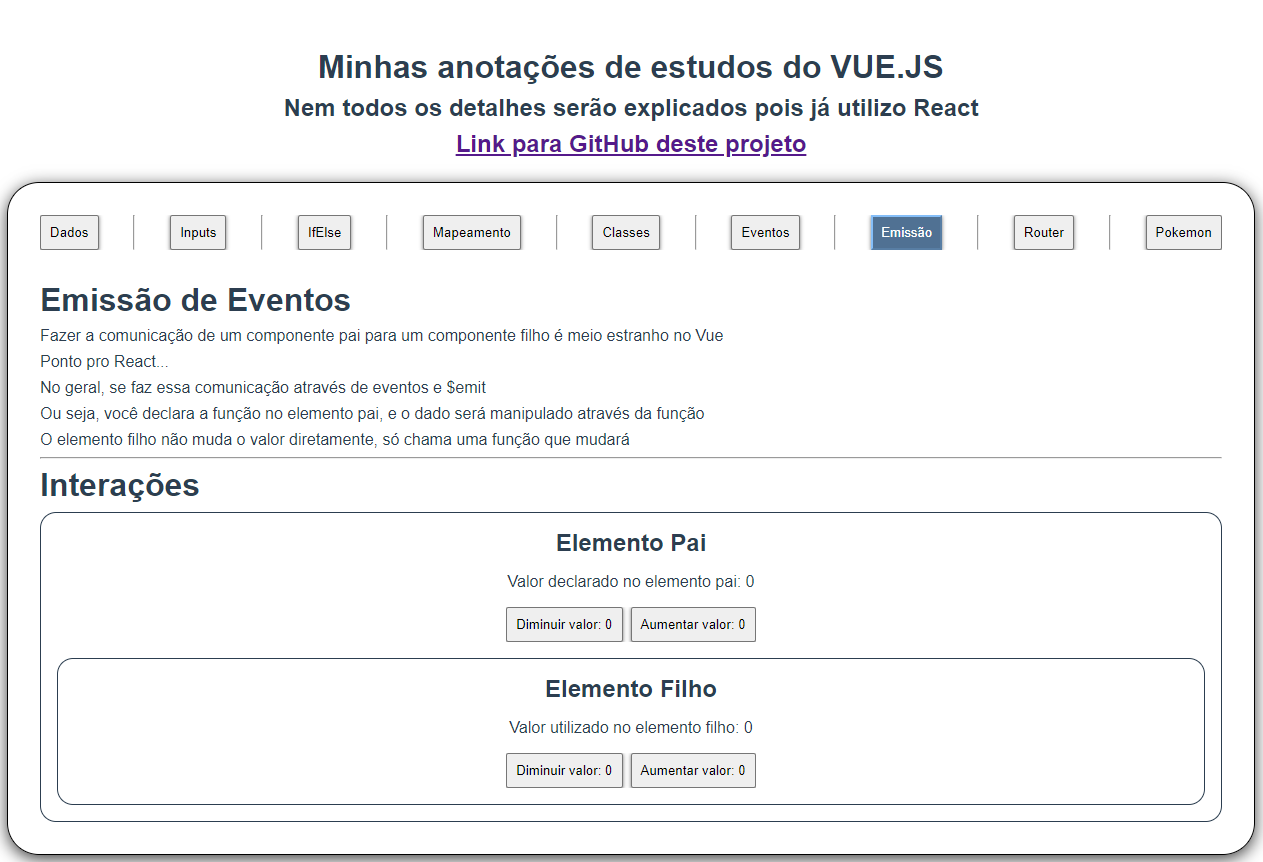 Minhas anotações de estudos do VUE.JS
Nem todos os detalhes serão explicados pois já utilizo React
Link para GitHub deste projeto
Dados Inputs IfElse Mapeamento Classes Eventos Emissão Router Pokemon
Emissão de Eventos
Fazer a comunicação de um componente pai para um componente filho é meio estranho no Vue
Ponto pro React...
No geral, se faz essa comunicação através de eventos e $emit
Ou seja, você declara a função no elemento pai, e o dado será manipulado através da função
O elemento filho não muda o valor diretamente, só chama uma função que mudará
Interações
Elemento Pai
Valor declarado no elemento pai: 0
Diminuir valor: 0 Aumentar valor: 0
Elemento Filho
Valor utilizado no elemento filho: 0
Diminuir valor: 0 Aumentar valor: 0